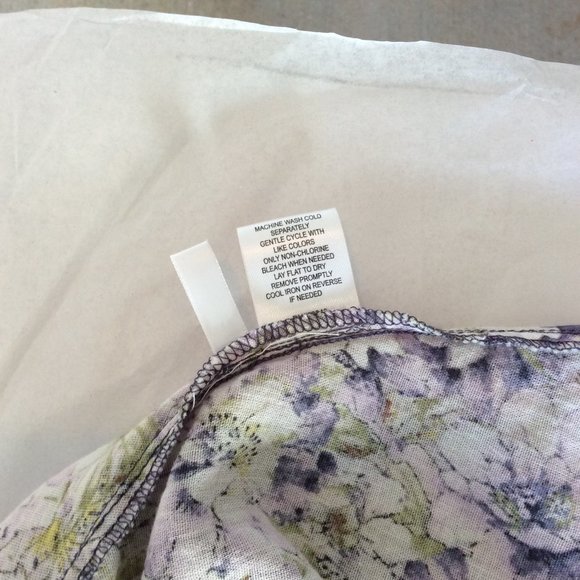 MACHINE WASH COLD
SEPARATELY
GENTLE CYCLE WITH
LIKE COLORS
ONLY NON-CHLORINE
BLEACH WHEN NEEDED
LAY FLAT TO DRY
REMOVE PROMPTLY
COOL IRON ON REVERSE
IF NEEDED